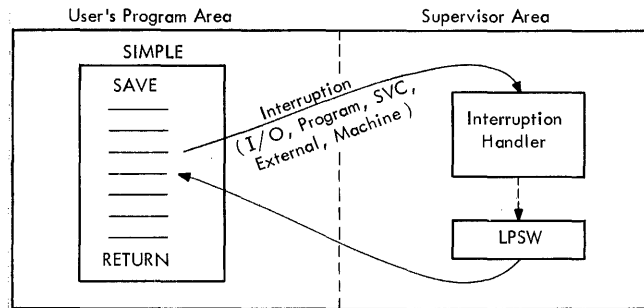 User's Program Area
Supervisor Area
SIMPLE
SAVE
RETURN
Interruption
(I/O, Program, SVC,
External, Machine)
Interruption
Handler
LPSW